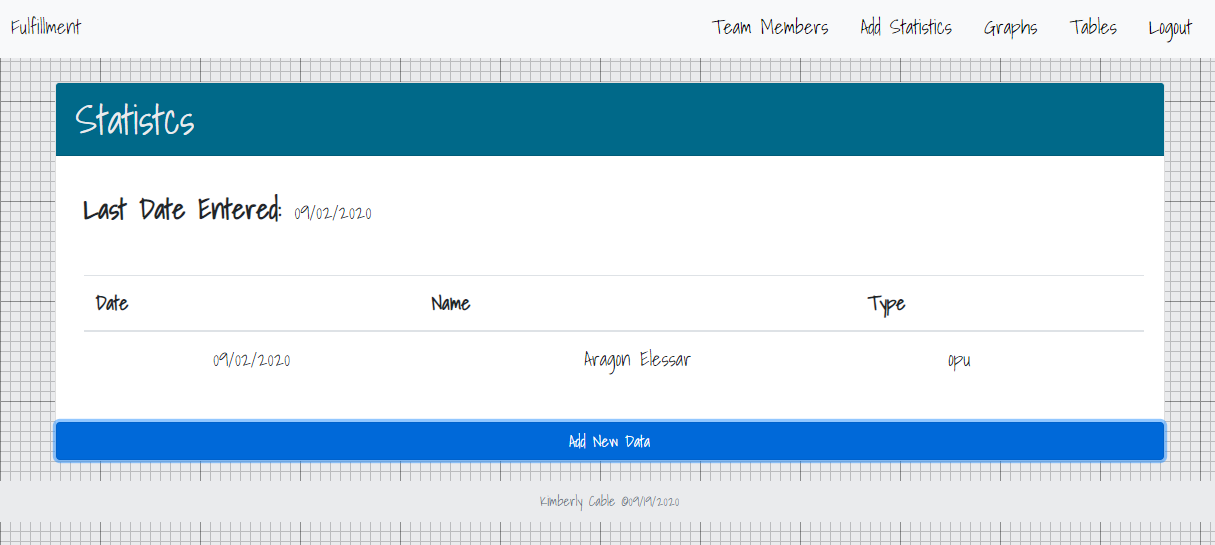 Fulfillment Team Members Add Statistics Graphs Tables Logout
Statistcs
Last Date Entered: 09/02/2020
Date Name Type
09/02/2020 Aragon Elessar opu
Add New Data
Kimberly Cable ©09/19/2020